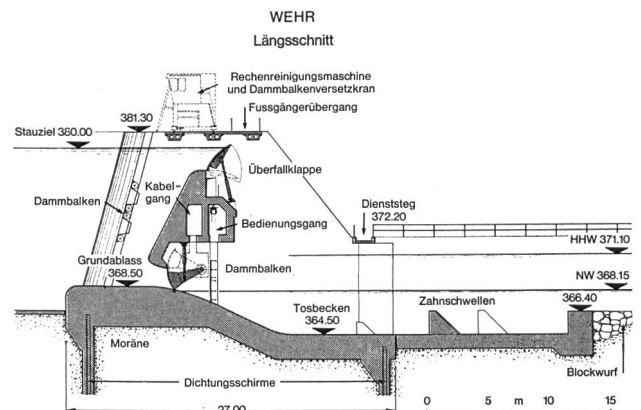 WEHR
Längsschnitt
Rechenreinigungsmaschine
und Dammbalkenversetzkran
Fussgängerübergang
381.30
Stauziel 380.00
Überfallklappe
Kabel-
gang
Dammbalken
Bedienungsgang
Dienststeg
372.20
HHW 371.10
Grundablass
368.50
Dammbalken
NW 368.15
Tosbecken
364.50
Zahnschwellen
366.40
Moräne
Blockwurf
Dichtungsschirme
27.00
0 5 m 10 15